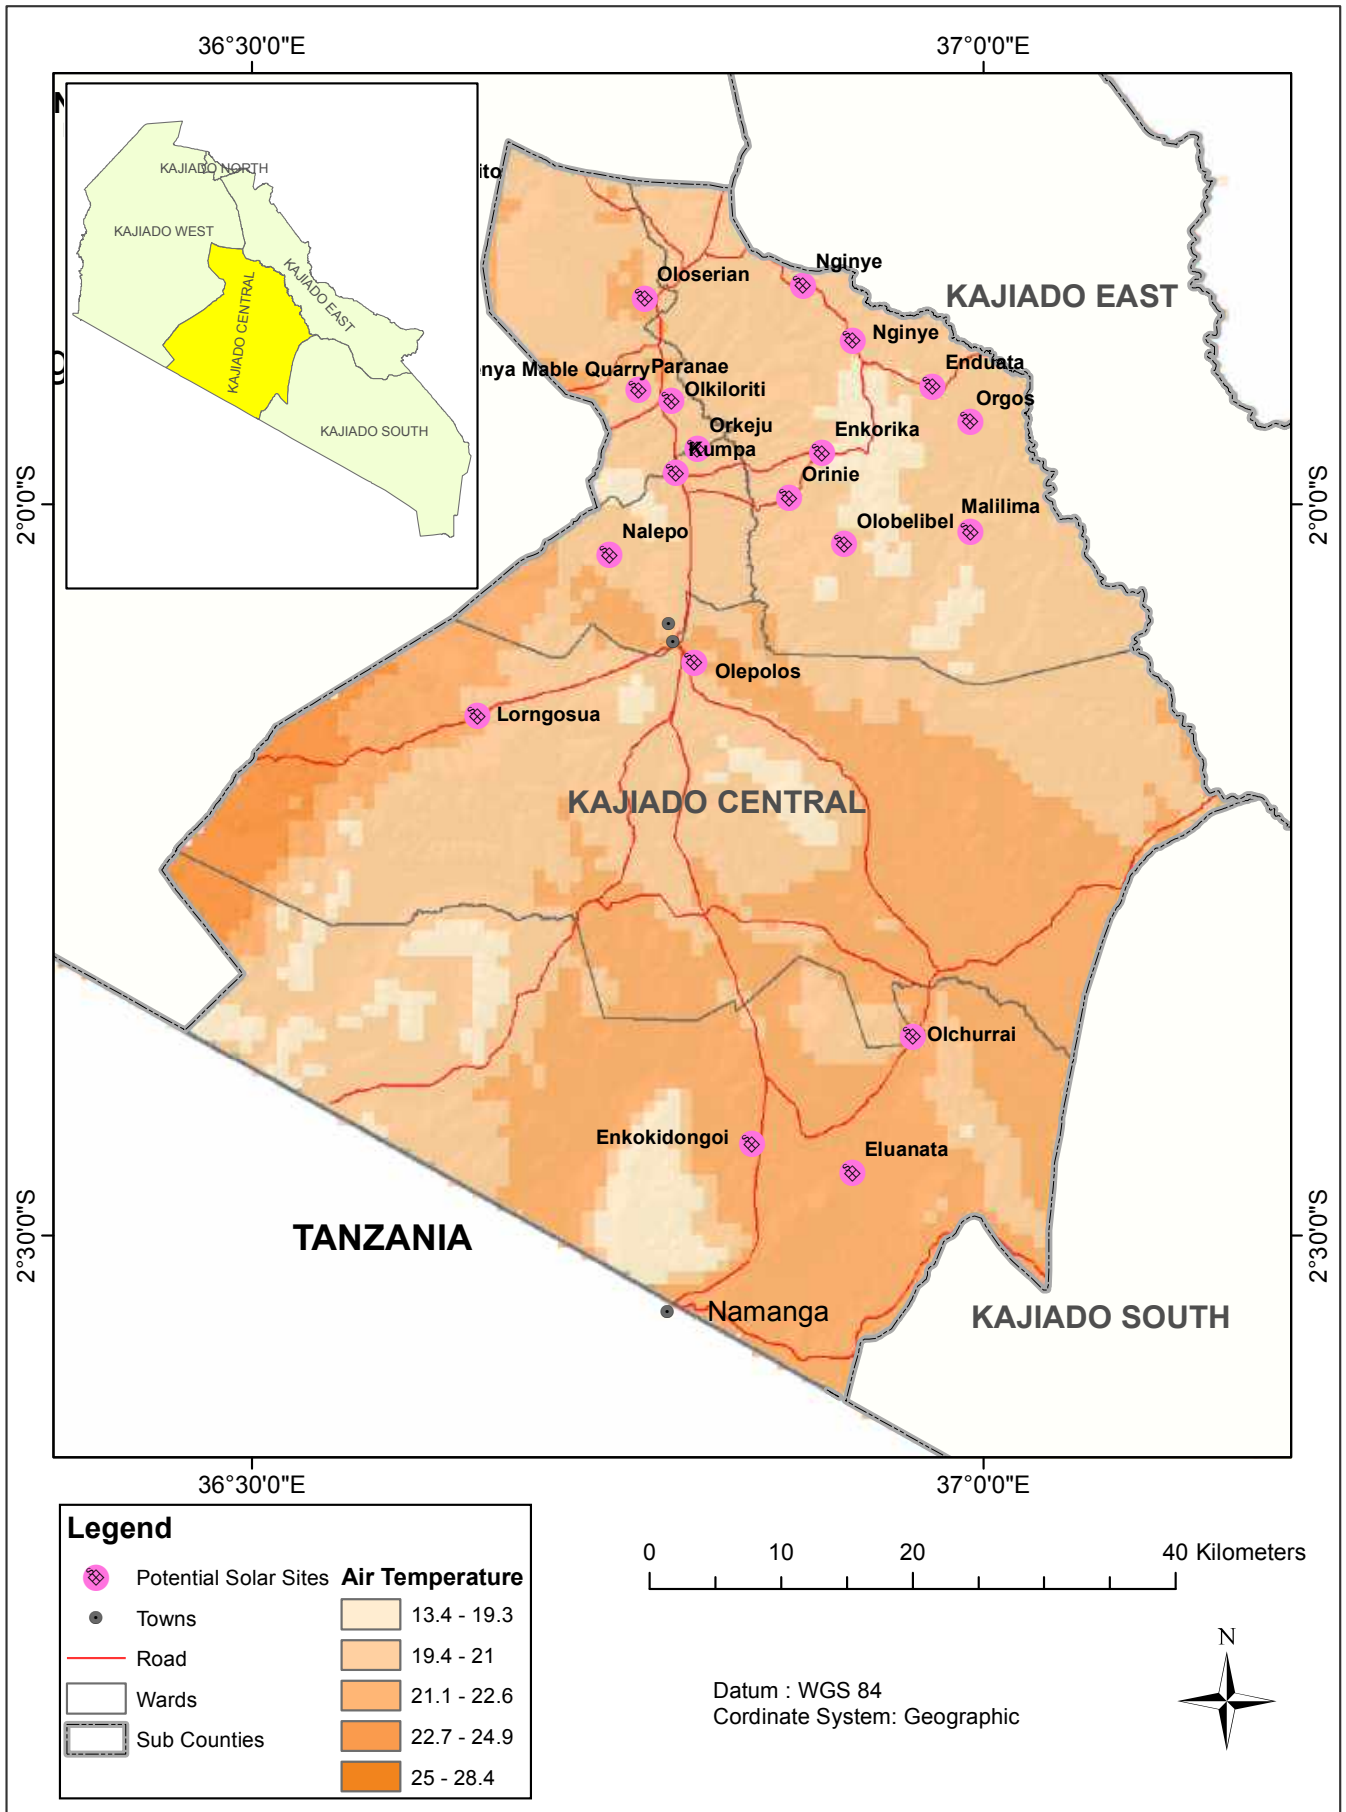 36°30'0"E
37°0'0"E
KAJIADO NORTH
KAJIADO WEST
KAJIADO CENTRAL
KAJIADO EAST
KAJIADO SOUTH
ito
Nginye
Oloserian
KAJIADO EAST
Nginye
Enduata
enya Mable Quarry
Paranae
Olkiloriti
Orgos
Orkeju
Enkorika
Kumpa
Orinie
2°0'0"S
2°0'0"S
Malilima
Olobelibel
Nalepo
Olepolos
Lorngosua
KAJIADO CENTRAL
Olchurrai
Enkokidongoi
Eluanata
2°30'0"S
2°30'0"S
TANZANIA
Namanga
KAJIADO SOUTH
36°30'0"E
37°0'0"E
Legend
Potential Solar Sites
Towns
Road
Wards
Sub Counties
Air Temperature
13.4 - 19.3
19.4 - 21
21.1 - 22.6
22.7 - 24.9
25 - 28.4
0 10 20 40 Kilometers
N
Datum : WGS 84
Cordinate System: Geographic